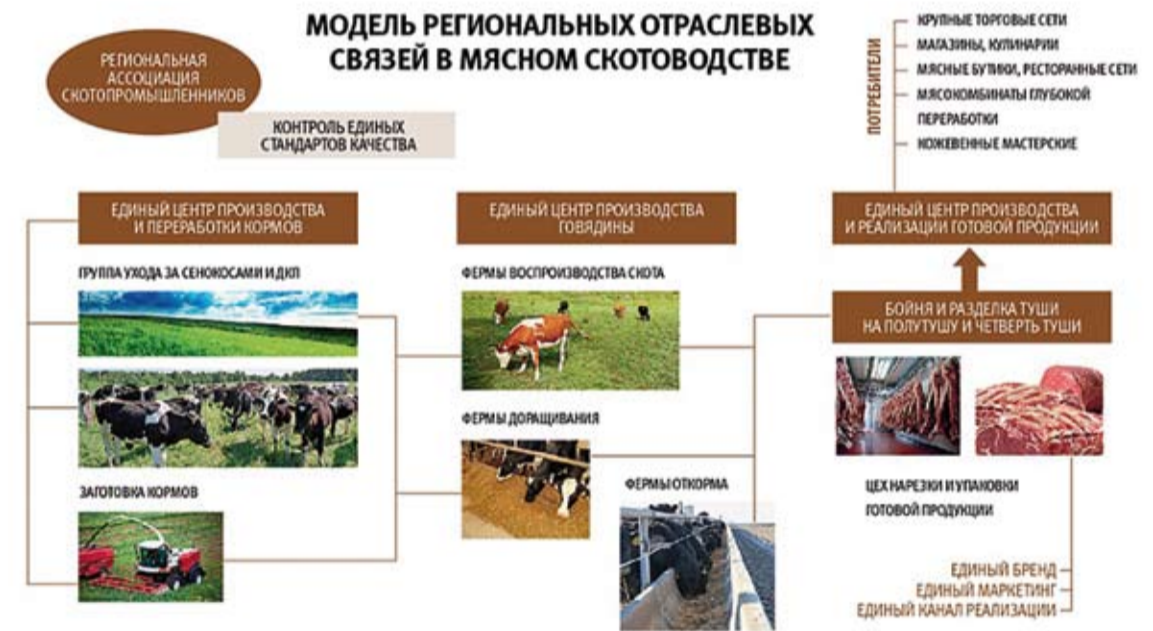 МОДЕЛЬ РЕГИОНАЛЬНЫХ ОТРАСЛЕВЫХ
СВЯЗЕЙ В МЯСНОМ СКОТОВОДСТВЕ
РЕГИОНАЛЬНАЯ
АССОЦИАЦИЯ
СКОТОПРОМЫШЛЕННИКОВ
КОНТРОЛЬ ЕДИНЫХ
СТАНДАРТОВ КАЧЕСТВА
ПОТРЕБИТЕЛИ
КРУПНЫЕ ТОРГОВЫЕ СЕТИ
МАГАЗИНЫ, КУЛИНАРИИ
МЯСНЫЕ БУТИКИ, РЕСТОРАННЫЕ СЕТИ
МЯСОКОМБИНАТЫ ГЛУБОКОЙ
ПЕРЕРАБОТКИ
КОЖЕВЕННЫЕ МАСТЕРСКИЕ
ЕДИНЫЙ ЦЕНТР ПРОИЗВОДСТВА
И ПЕРЕРАБОТКИ КОРМОВ
ГРУППА УХОДА ЗА СЕНОКОСАМИ И ДКП
ЗАГОТОВКА КОРМОВ
ЕДИНЫЙ ЦЕНТР ПРОИЗВОДСТВА
ГОВЯДИНЫ
ФЕРМЫ ВОСПРОИЗВОДСТВА СКОТА
ФЕРМЫ ДОРАЩИВАНИЯ
ФЕРМЫ ОТКОРМА
ЕДИНЫЙ ЦЕНТР ПРОИЗВОДСТВА
И РЕАЛИЗАЦИИ ГОТОВОЙ ПРОДУКЦИИ
БОЙНЯ И РАЗДЕЛКА ТУШИ
НА ПОЛУТУШУ И ЧЕТВЕРТЬ ТУШИ
ЦЕХ НАРЕЗКИ И УПАКОВКИ
ГОТОВОЙ ПРОДУКЦИИ
ЕДИНЫЙ БРЕНД
ЕДИНЫЙ МАРКЕТИНГ
ЕДИНЫЙ КАНАЛ РЕАЛИЗАЦИИ